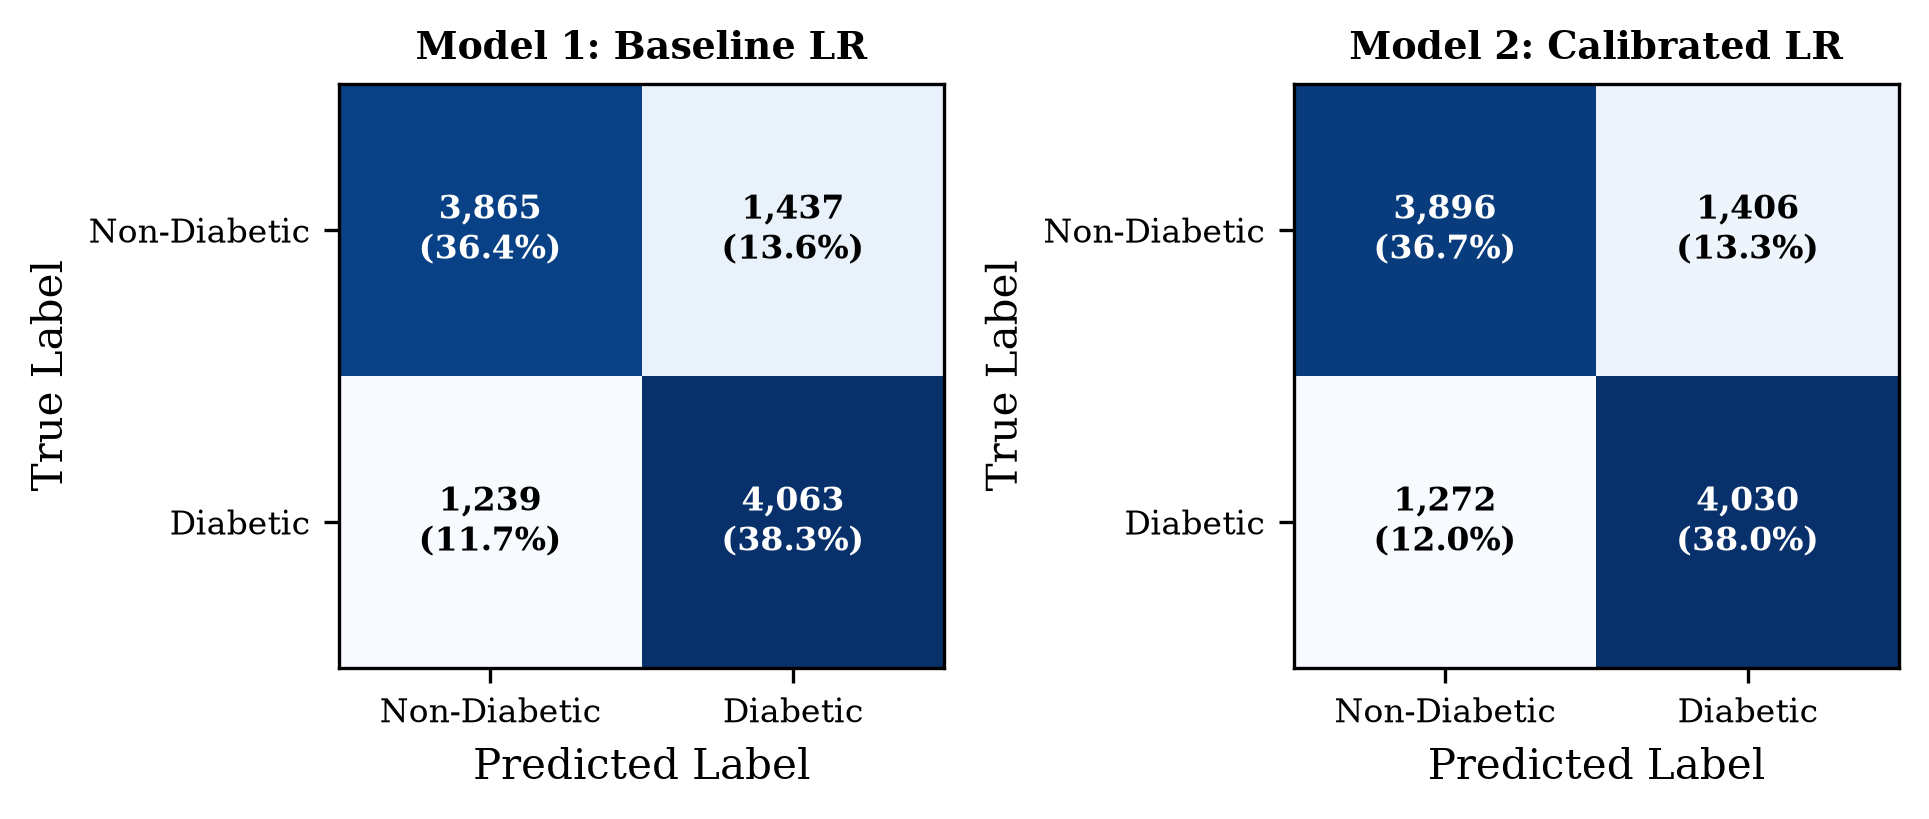 Model 1: Baseline LR
True Label
Non-Diabetic
3,865
(36.4%)
1,437
(13.6%)
Diabetic
1,239
(11.7%)
4,063
(38.3%)
Non-Diabetic
Diabetic
Predicted Label
Model 2: Calibrated LR
True Label
Non-Diabetic
3,896
(36.7%)
1,406
(13.3%)
Diabetic
1,272
(12.0%)
4,030
(38.0%)
Non-Diabetic
Diabetic
Predicted Label